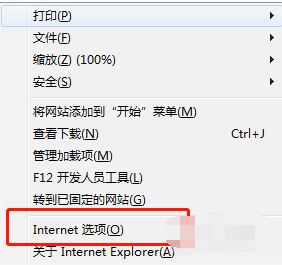 打印(P)
文件(F)
缩放(Z) (100%)
安全(S)
将网站添加到“开始”菜单(M)
查看下载(N) Ctrl+J
管理加载项(M)
F12 开发人员工具(L)
转到已固定的网站(G)
Internet 选项(O)
关于 Internet Explorer(A)